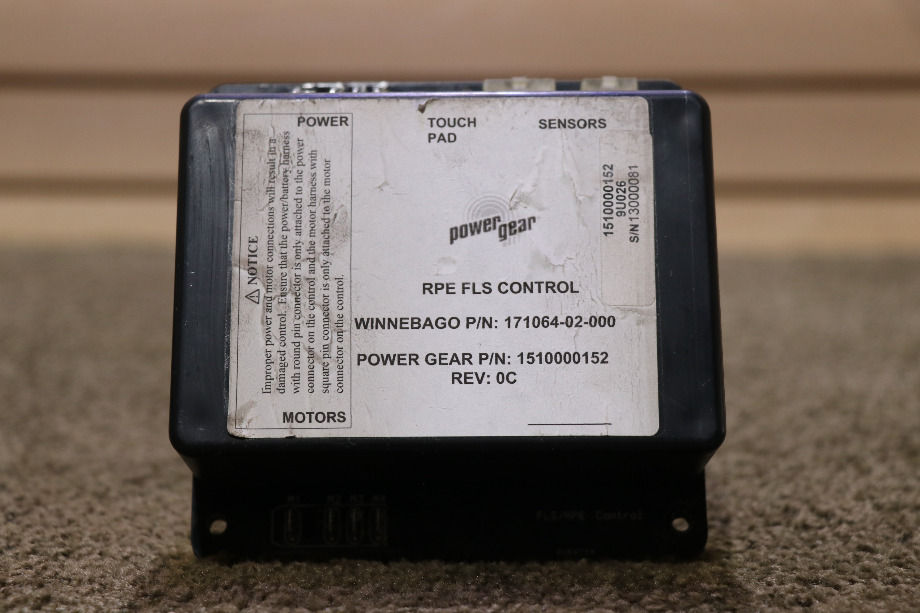 POWER
TOUCH
PAD
SENSORS
⚠ NOTICE
Improper power and motor connections will result in a
damaged control. Ensure that the power/battery harness
with round pin connector is only attached to the power
connector on the control and the motor harness with
square pin connector is only attached to the motor
connector on the control.
MOTORS
power gear
RPE FLS CONTROL
WINNEBAGO P/N: 171064-02-000
POWER GEAR P/N: 1510000152
REV: 0C
1510000152
9U026
S/N 13000081
FLS/RPE Control